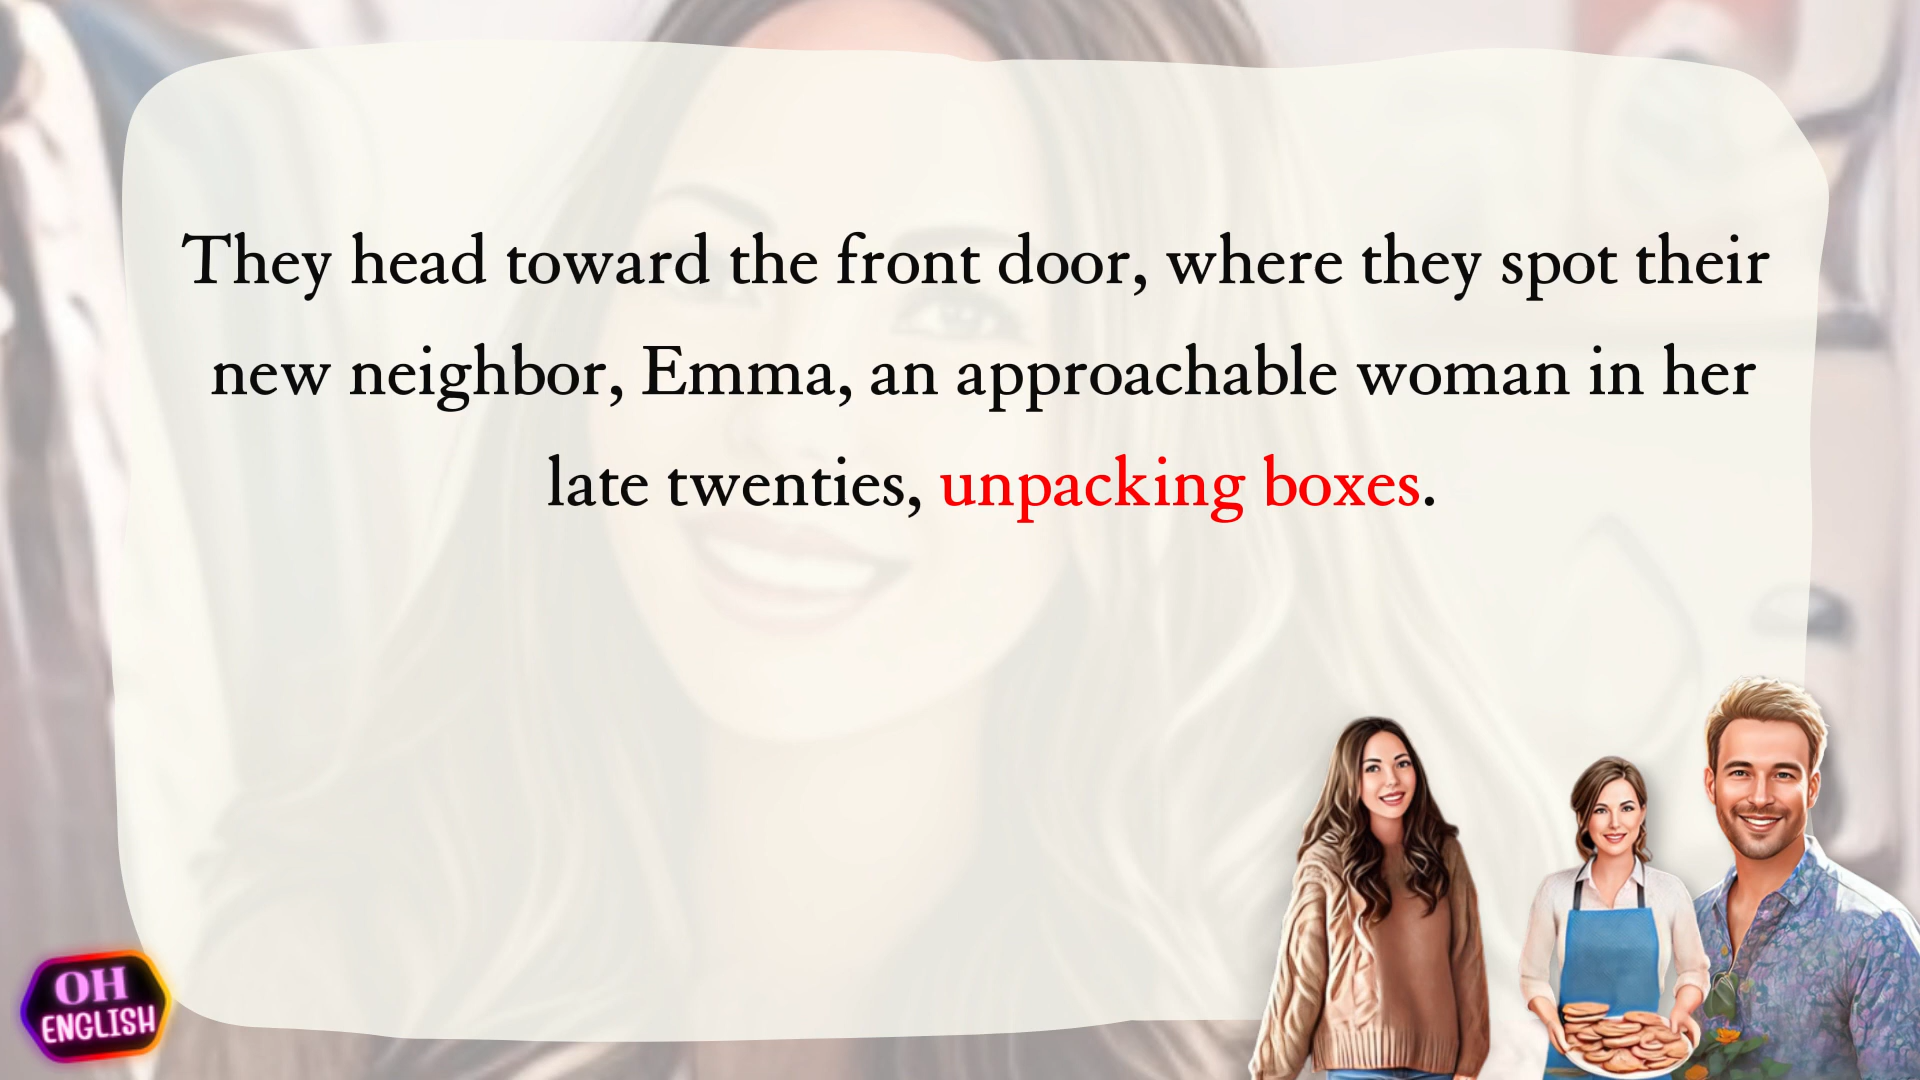 They head toward the front door, where they spot their
new neighbor, Emma, an approachable woman in her
late twenties, unpacking boxes.
OH
ENGLISH